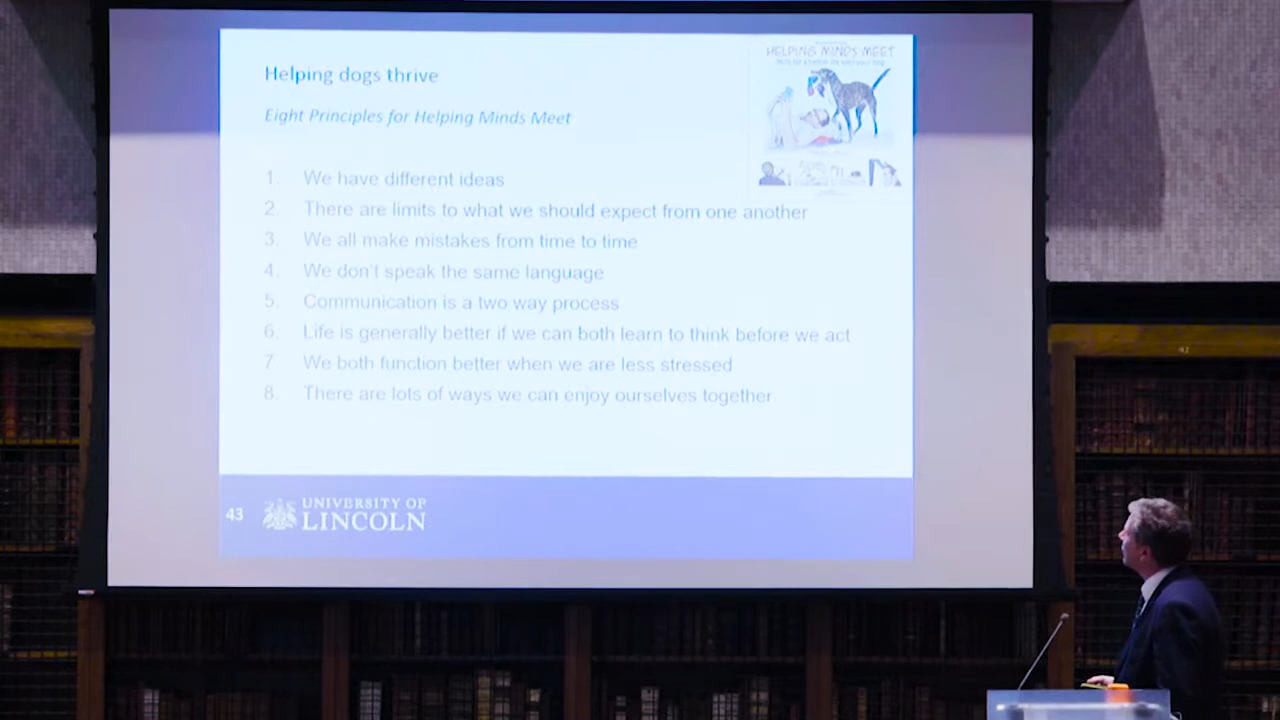 Helping dogs thrive
HELPING MINDS MEET
Eight Principles for Helping Minds Meet
1. We have different ideas
2. There are limits to what we should expect from one another
3. We all make mistakes from time to time
4. We don't speak the same language
5. Communication is a two way process
6. Life is generally better if we can both learn to think before we act
7 We both function better when we are less stressed
8. There are lots of ways we can enjoy ourselves together
43
UNIVERSITY OF
LINCOLN